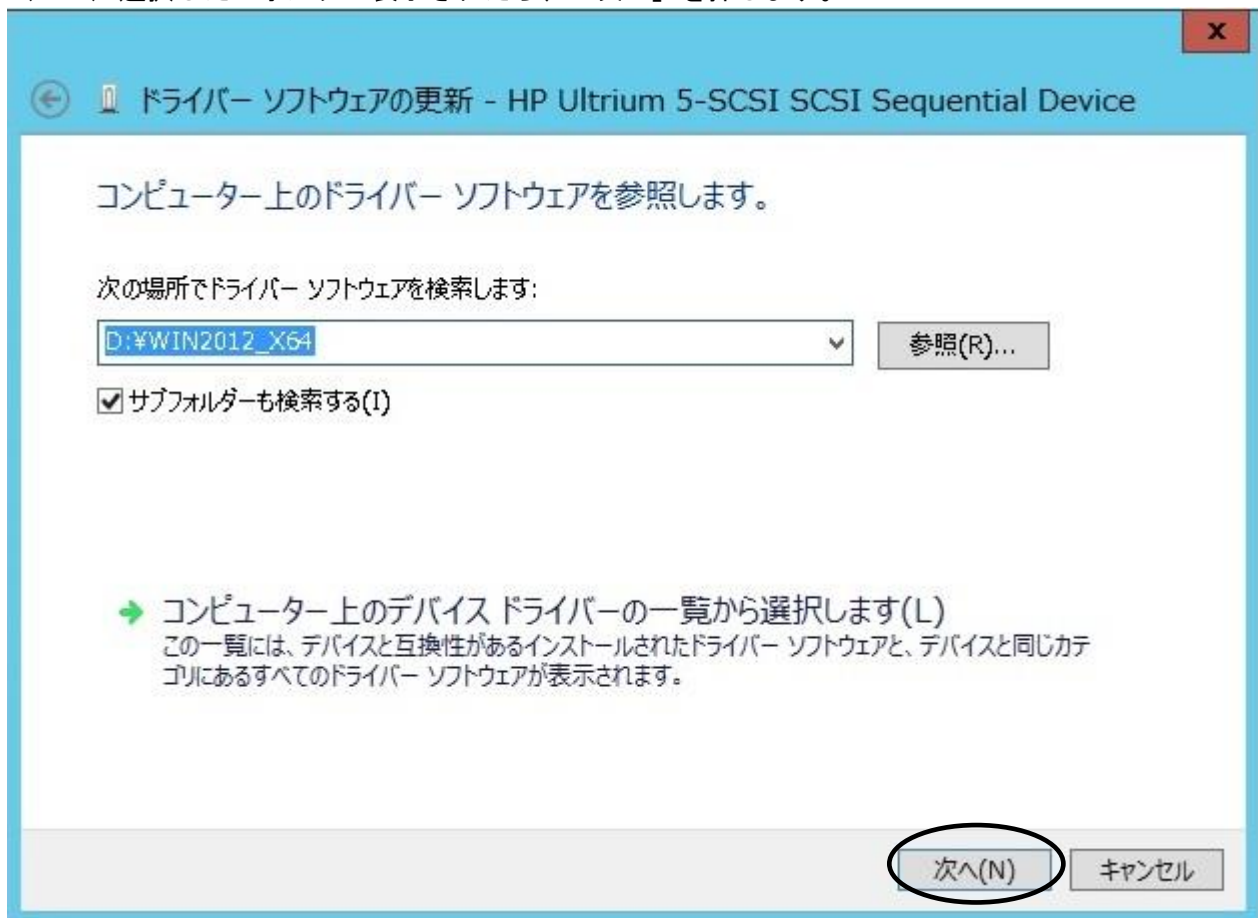 x
ドライバー ソフトウェアの更新 - HP Ultrium 5-SCSI SCSI Sequential Device
コンピューター上のドライバー ソフトウェアを参照します。
次の場所でドライバー ソフトウェアを検索します:
D:¥WIN2012_X64
参照(R)...
サブフォルダーも検索する(I)
コンピューター上のデバイス ドライバーの一覧から選択します(L)
この一覧には、デバイスと互換性があるインストールされたドライバー ソフトウェアと、デバイスと同じカテ
ゴリにあるすべてのドライバー ソフトウェアが表示されます。
次へ(N)
キャンセル